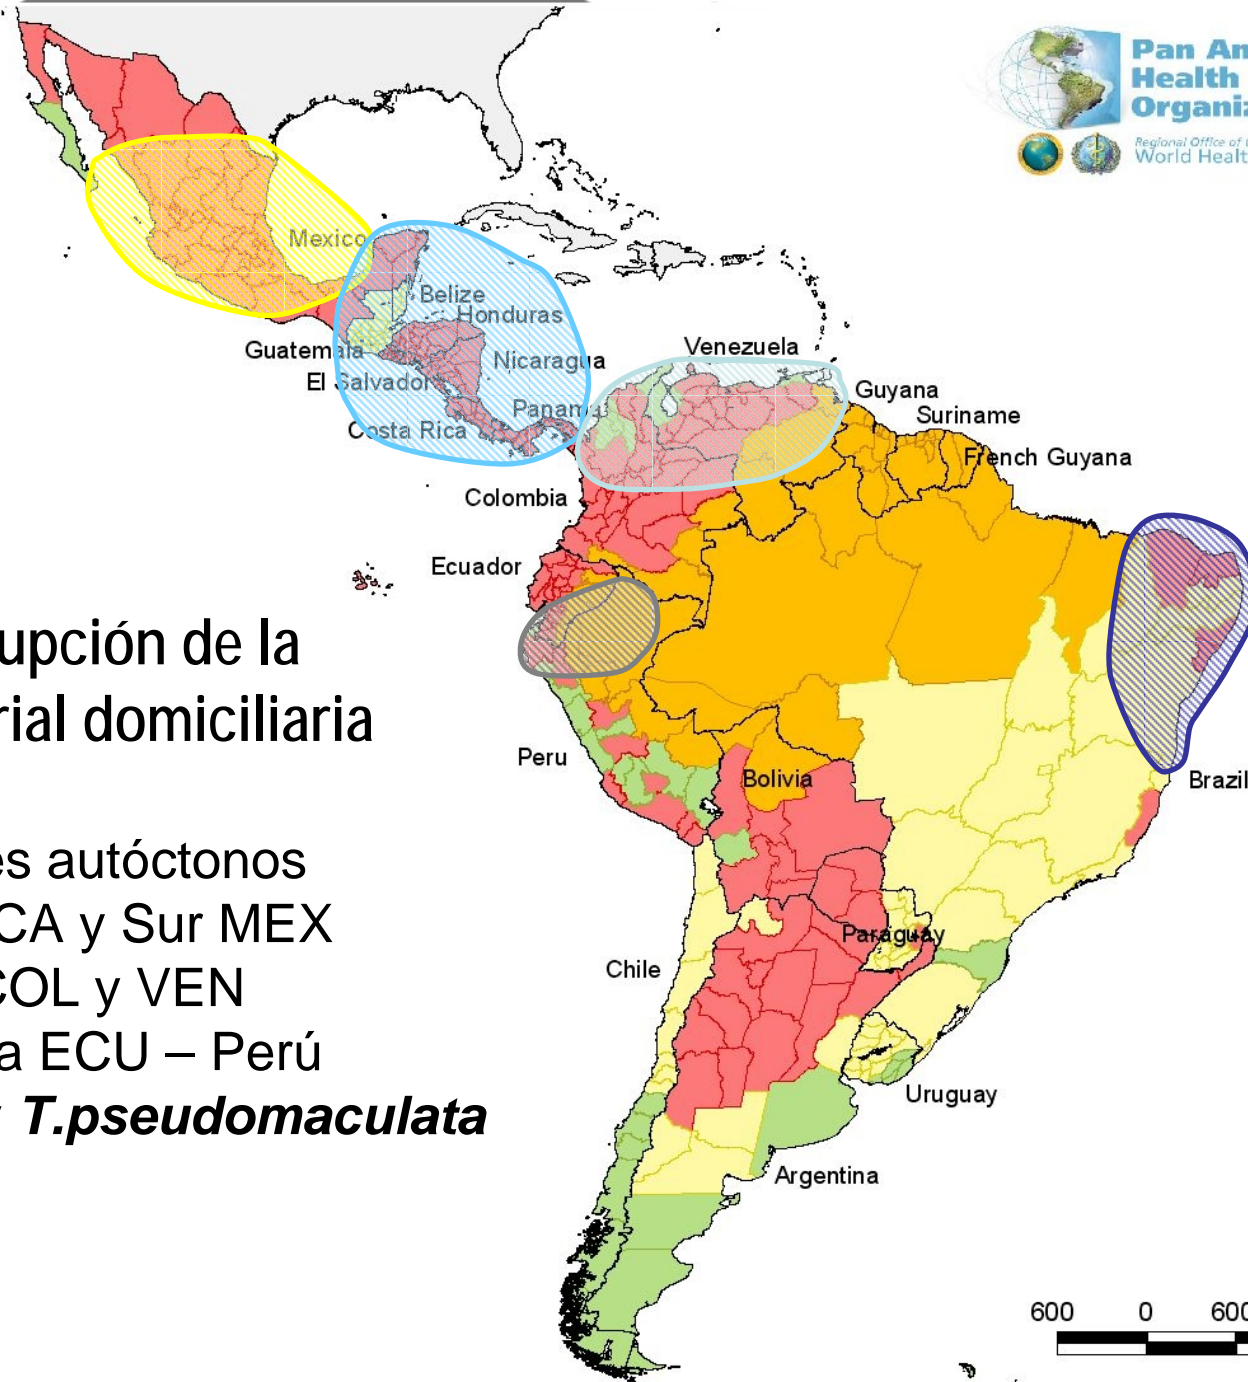 Pan Am
Health
Organiz
Regional Office of t
World Healt
Mexico
Belize
Honduras
Guatemala
Nicaragua
El Salvador
Panama
Costa Rica
Venezuela
Guyana
Suriname
French Guyana
Colombia
Ecuador
upción de la
rial domiciliaria
Peru
Bolivia
Brazil
es autóctonos
CA y Sur MEX
COL y VEN
a ECU – Perú
T.pseudomaculata
Paraguay
Chile
Uruguay
Argentina
600 0 600